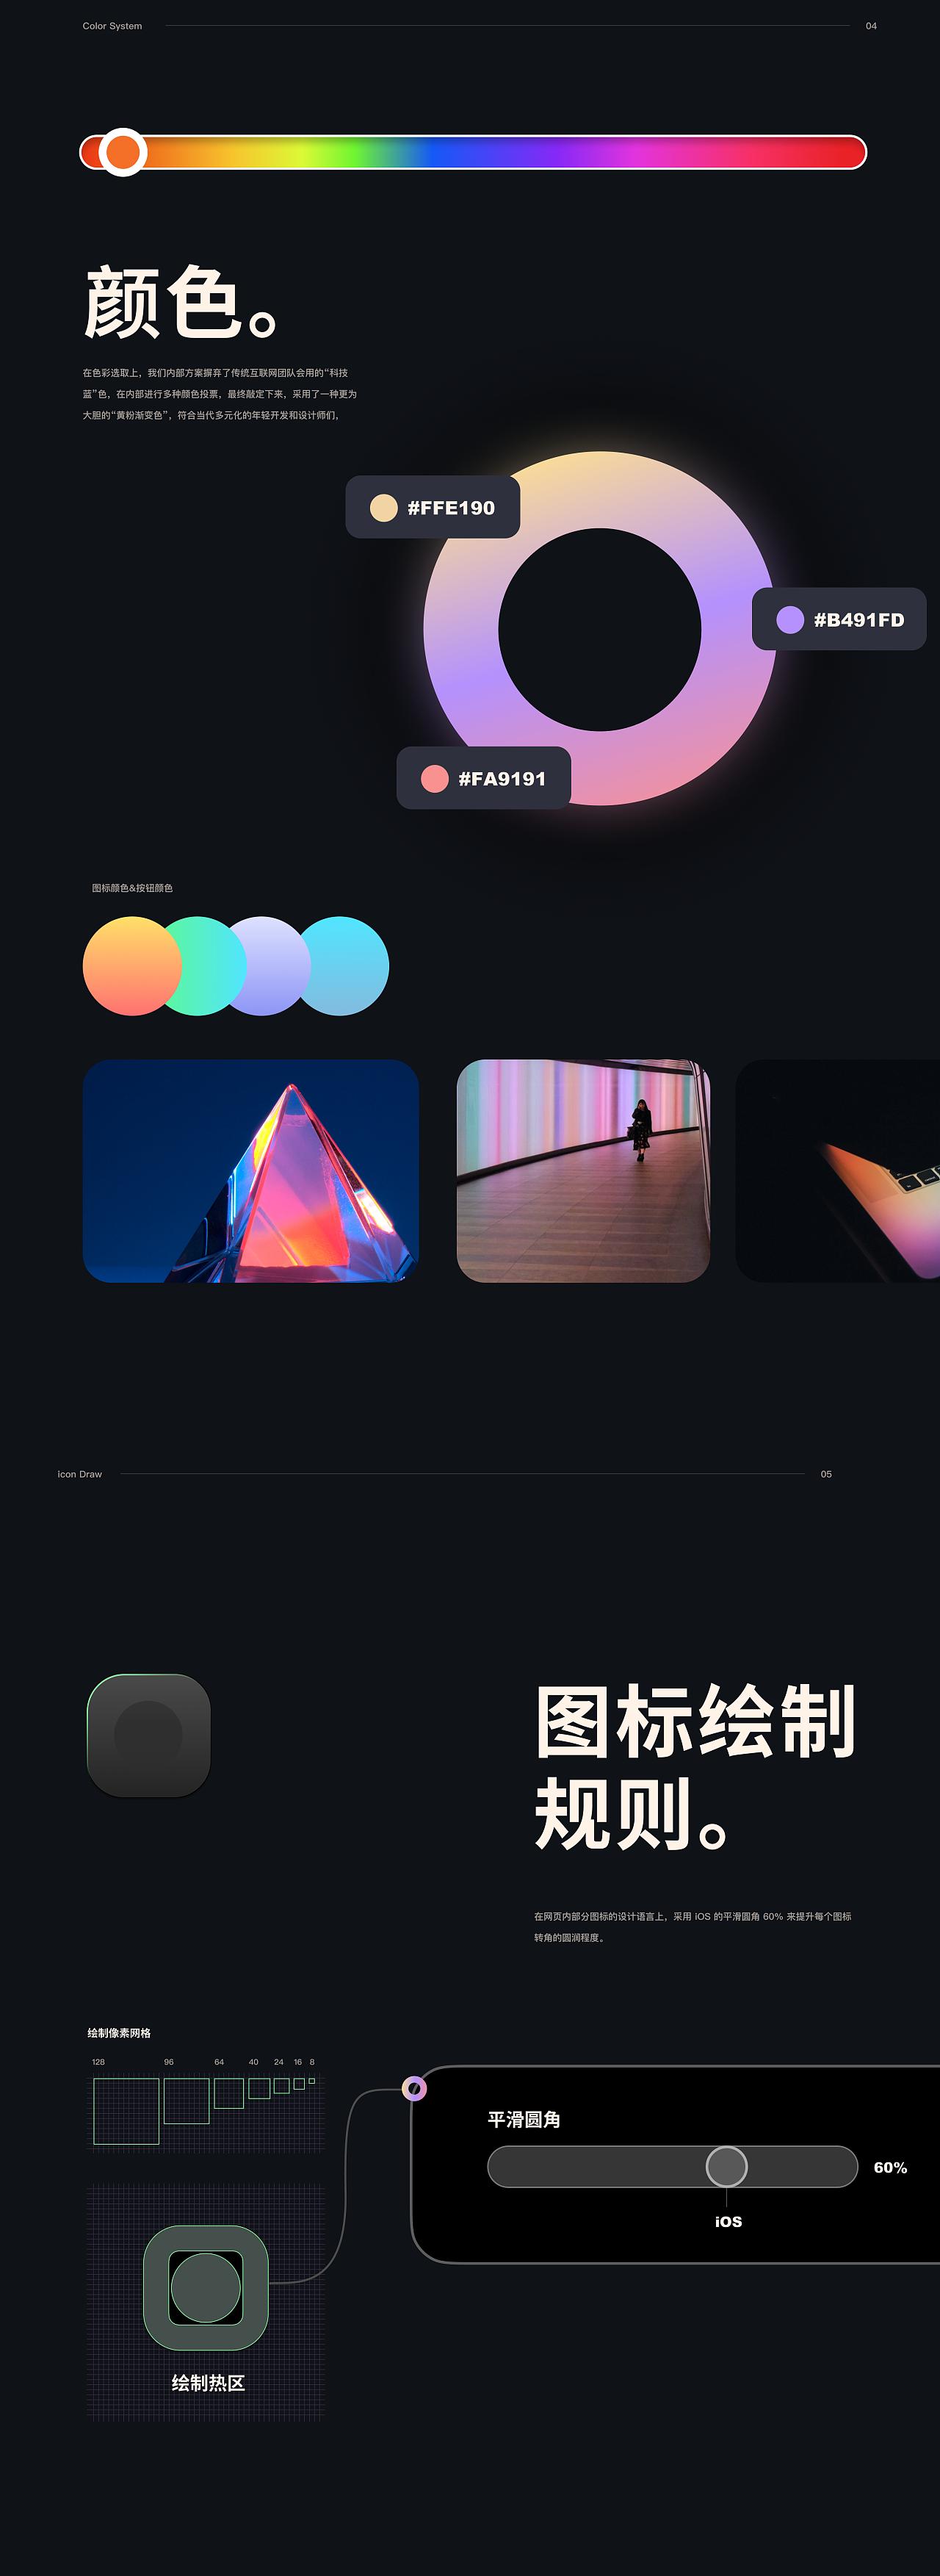 Color System
04
颜色。
在色彩选取上，我们内部方案摒弃了传统互联网团队会用的“科技
蓝”色，在内部进行多种颜色投票，最终敲定下来，采用了一种更为
大胆的“黄粉渐变色”，符合当代多元化的年轻开发和设计师们，
#FFE190
#B491FD
#FA9191
图标颜色&按钮颜色
icon Draw
05
图标绘制
规则。
在网页内部分图标的设计语言上，采用 iOS 的平滑圆角 60% 来提升每个图标
转角的圆润程度。
绘制像素网格
128 96 64 40 24 16 8
平滑圆角
60%
iOS
绘制热区